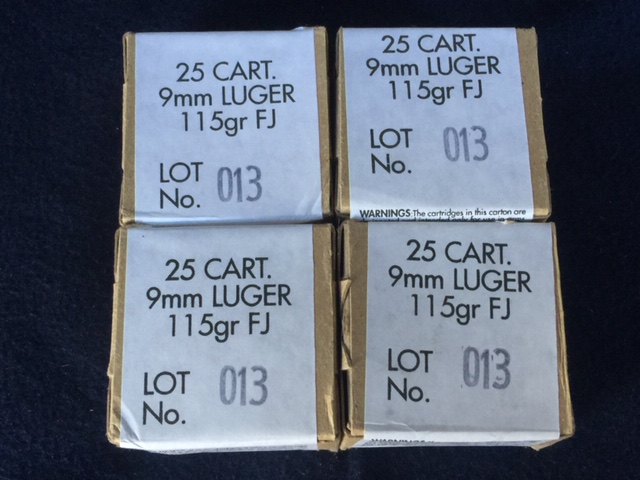 25 CART.
9mm LUGER
115gr FJ
LOT
No. 013
25 CART.
9mm LUGER
115gr FJ
LOT
No. 013
WARNINGS The cartridges in this carton are
25 CART.
9mm LUGER
115gr FJ
LOT
No. 013
25 CART.
9mm LUGER
115gr FJ
LOT
No. 013
WARNINGS